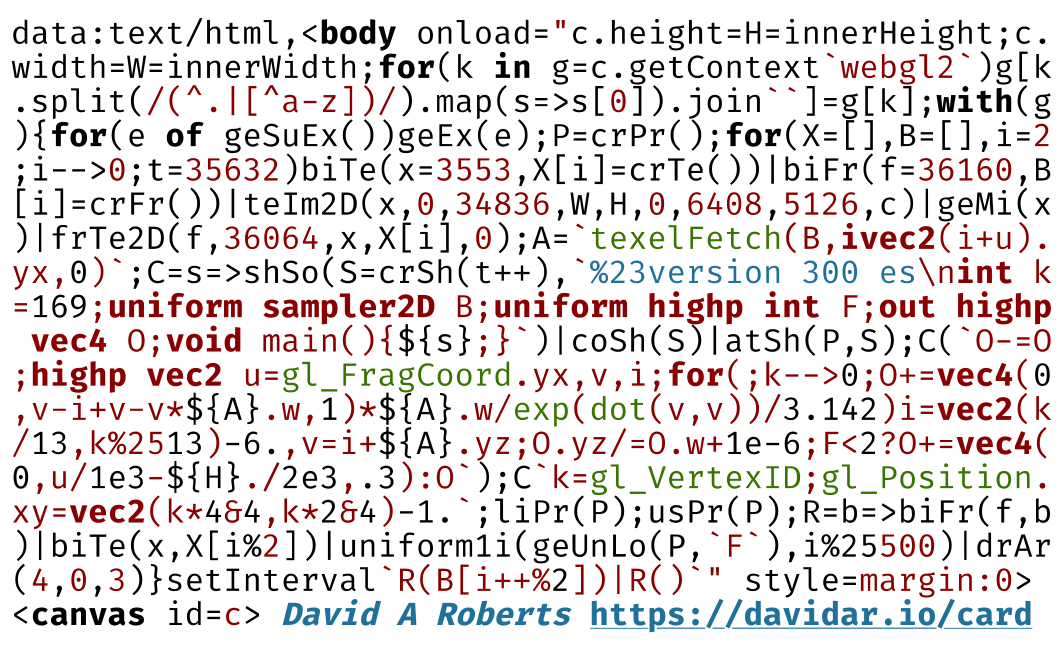 data:text/html,<body onload="c.height=H=innerHeight;c.
width=W=innerWidth;for(k in g=c.getContext`webgl2`)g[k
.split(/(^.|[^a-z])/).map(s=>s[0]).join``]=g[k];with(g
){for(e of geSuEx())geEx(e);P=crPr();for(X=[],B=[],i=2
;i-->0;t=35632)biTe(x=3553,X[i]=crTe())|biFr(f=36160,B
[i]=crFr())|teIm2D(x,0,34836,W,H,0,6408,5126,c)|geMi(x
)|frTe2D(f,36064,x,X[i],0);A=`texelFetch(B,ivec2(i+u).
yx,0)`;C=s=>shSo(S=crSh(t++),`%23version 300 es\nint k
=169;uniform sampler2D B;uniform highp int F;out highp
vec4 O;void main(){${s};}`)|coSh(S)|atSh(P,S);C(`O-=O
;highp vec2 u=gl_FragCoord.yx,v,i;for(;k-->0;O+=vec4(0
,v-i+v-v*${A}.w,1)*${A}.w/exp(dot(v,v))/3.142)i=vec2(k
/13,k%2513)-6.,v=i+${A}.yz;O.yz/=O.w+1e-6;F<2?O+=vec4(
0,u/1e3-${H}./2e3,.3):O`);C`k=gl_VertexID;gl_Position.
xy=vec2(k*4&4,k*2&4)-1.`;liPr(P);usPr(P);R=b=>biFr(f,b
)|biTe(x,X[i%2])|uniform1i(geUnLo(P,`F`),i%25500)|drAr
(4,0,3)}setInterval`R(B[i++%2])|R()`" style=margin:0>
<canvas id=c> David A Roberts https://davidar.io/card